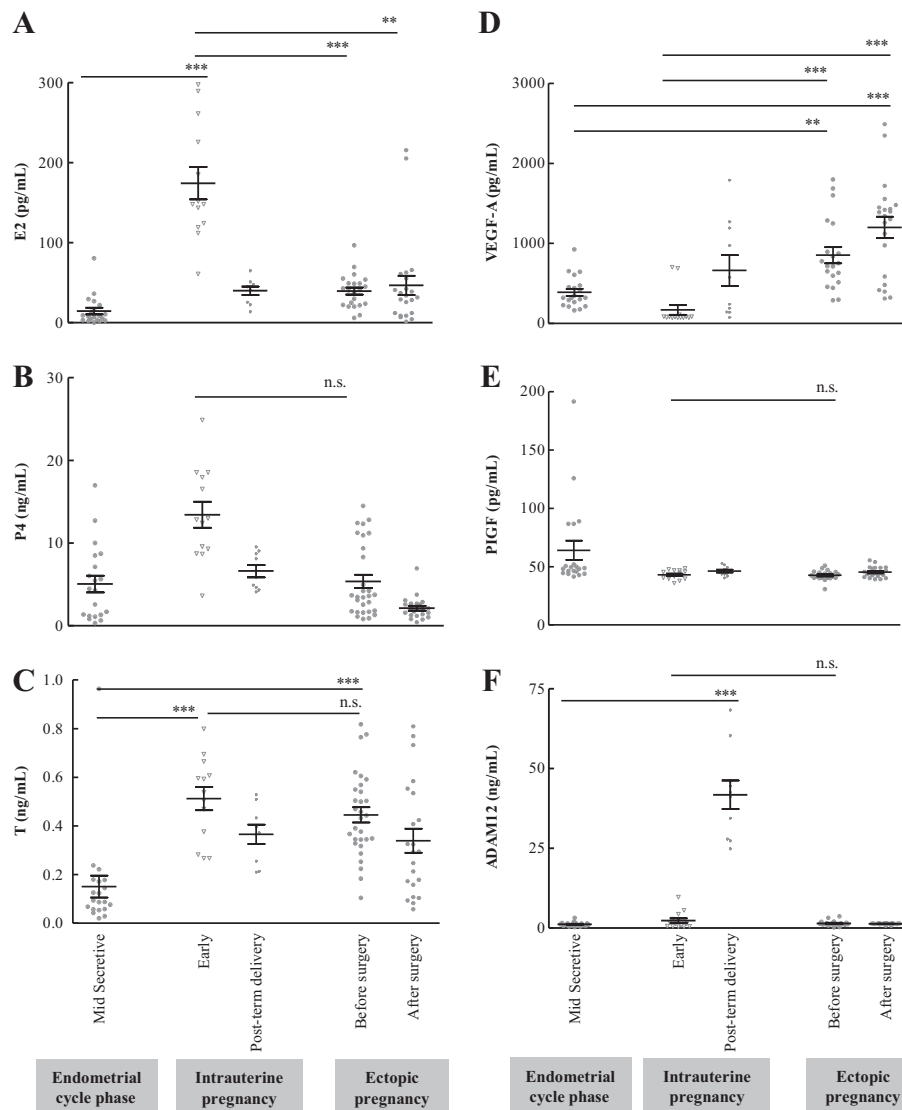 A
**
***
***
300
200
100
0
E2 (pg/mL)
B
n.s.
30
20
10
0
P4 (ng/mL)
C
***
***
n.s.
1.0
0.8
0.6
0.4
0.2
0.0
T (ng/mL)
Mid Secretive
Early
Post-term delivery
Before surgery
After surgery
Endometrial
cycle phase
Intrauterine
pregnancy
Ectopic
pregnancy
D
***
***
***
**
3000
2000
1000
0
VEGF-A (pg/mL)
E
n.s.
200
150
100
50
0
PIGF (pg/mL)
F
n.s.
***
75
50
25
0
ADAM12 (ng/mL)
Mid Secretive
Early
Post-term delivery
Before surgery
After surgery
Endometrial
cycle phase
Intrauterine
pregnancy
Ectopic
pregnancy